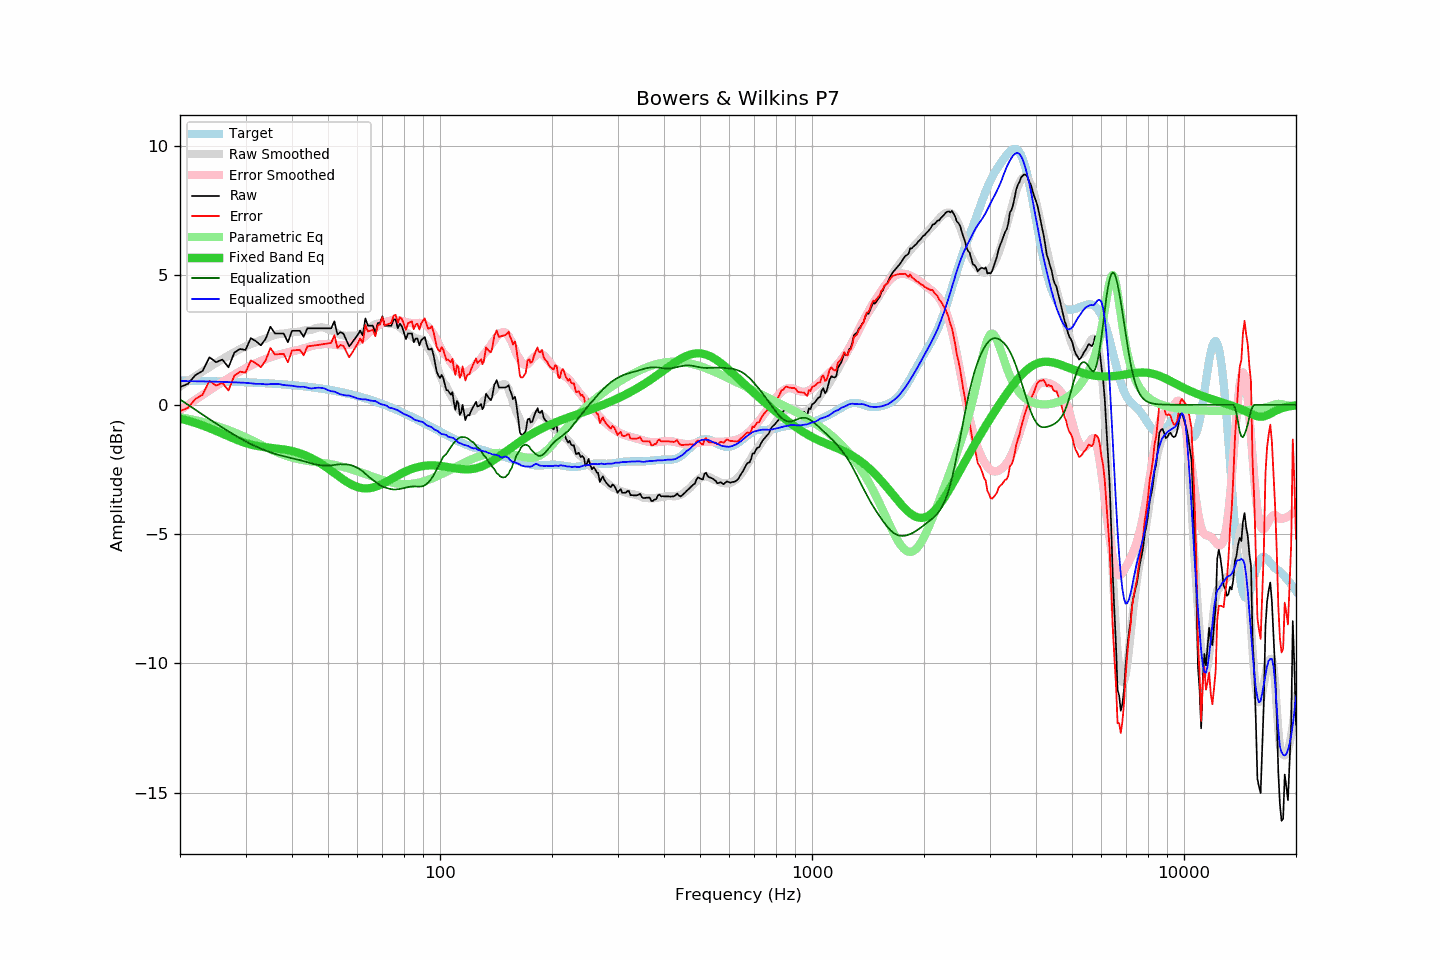 Bowers & Wilkins P7
Target
Raw Smoothed
Error Smoothed
Raw
Error
Parametric Eq
Fixed Band Eq
Equalization
Equalized smoothed
10
5
0
−5
−10
−15
Amplitude (dBr)
100
1000
10000
Frequency (Hz)